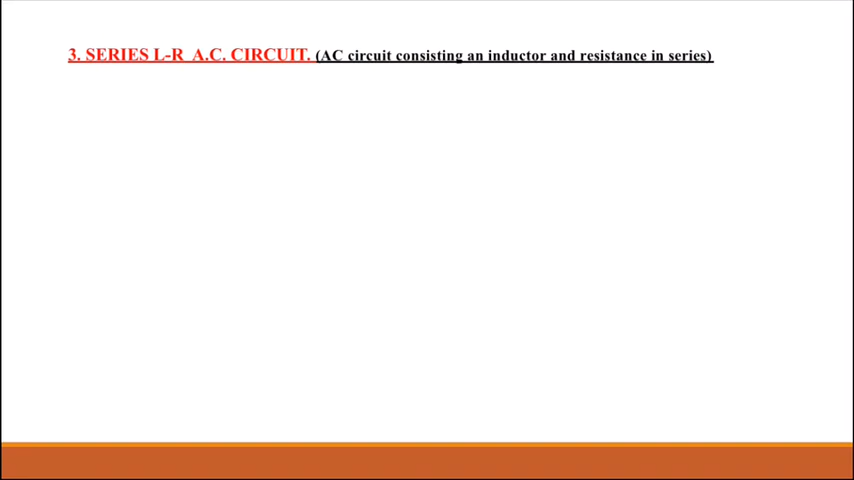 3. SERIES L-R A.C. CIRCUIT. (AC circuit consisting an inductor and resistance in series)